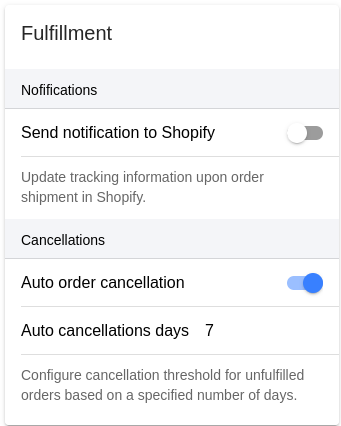 Fulfillment
Nofifications
Send notification to Shopify
Update tracking information upon order
shipment in Shopify.
Cancellations
Auto order cancellation
Auto cancellations days 7
Configure cancellation threshold for unfulfilled
orders based on a specified number of days.